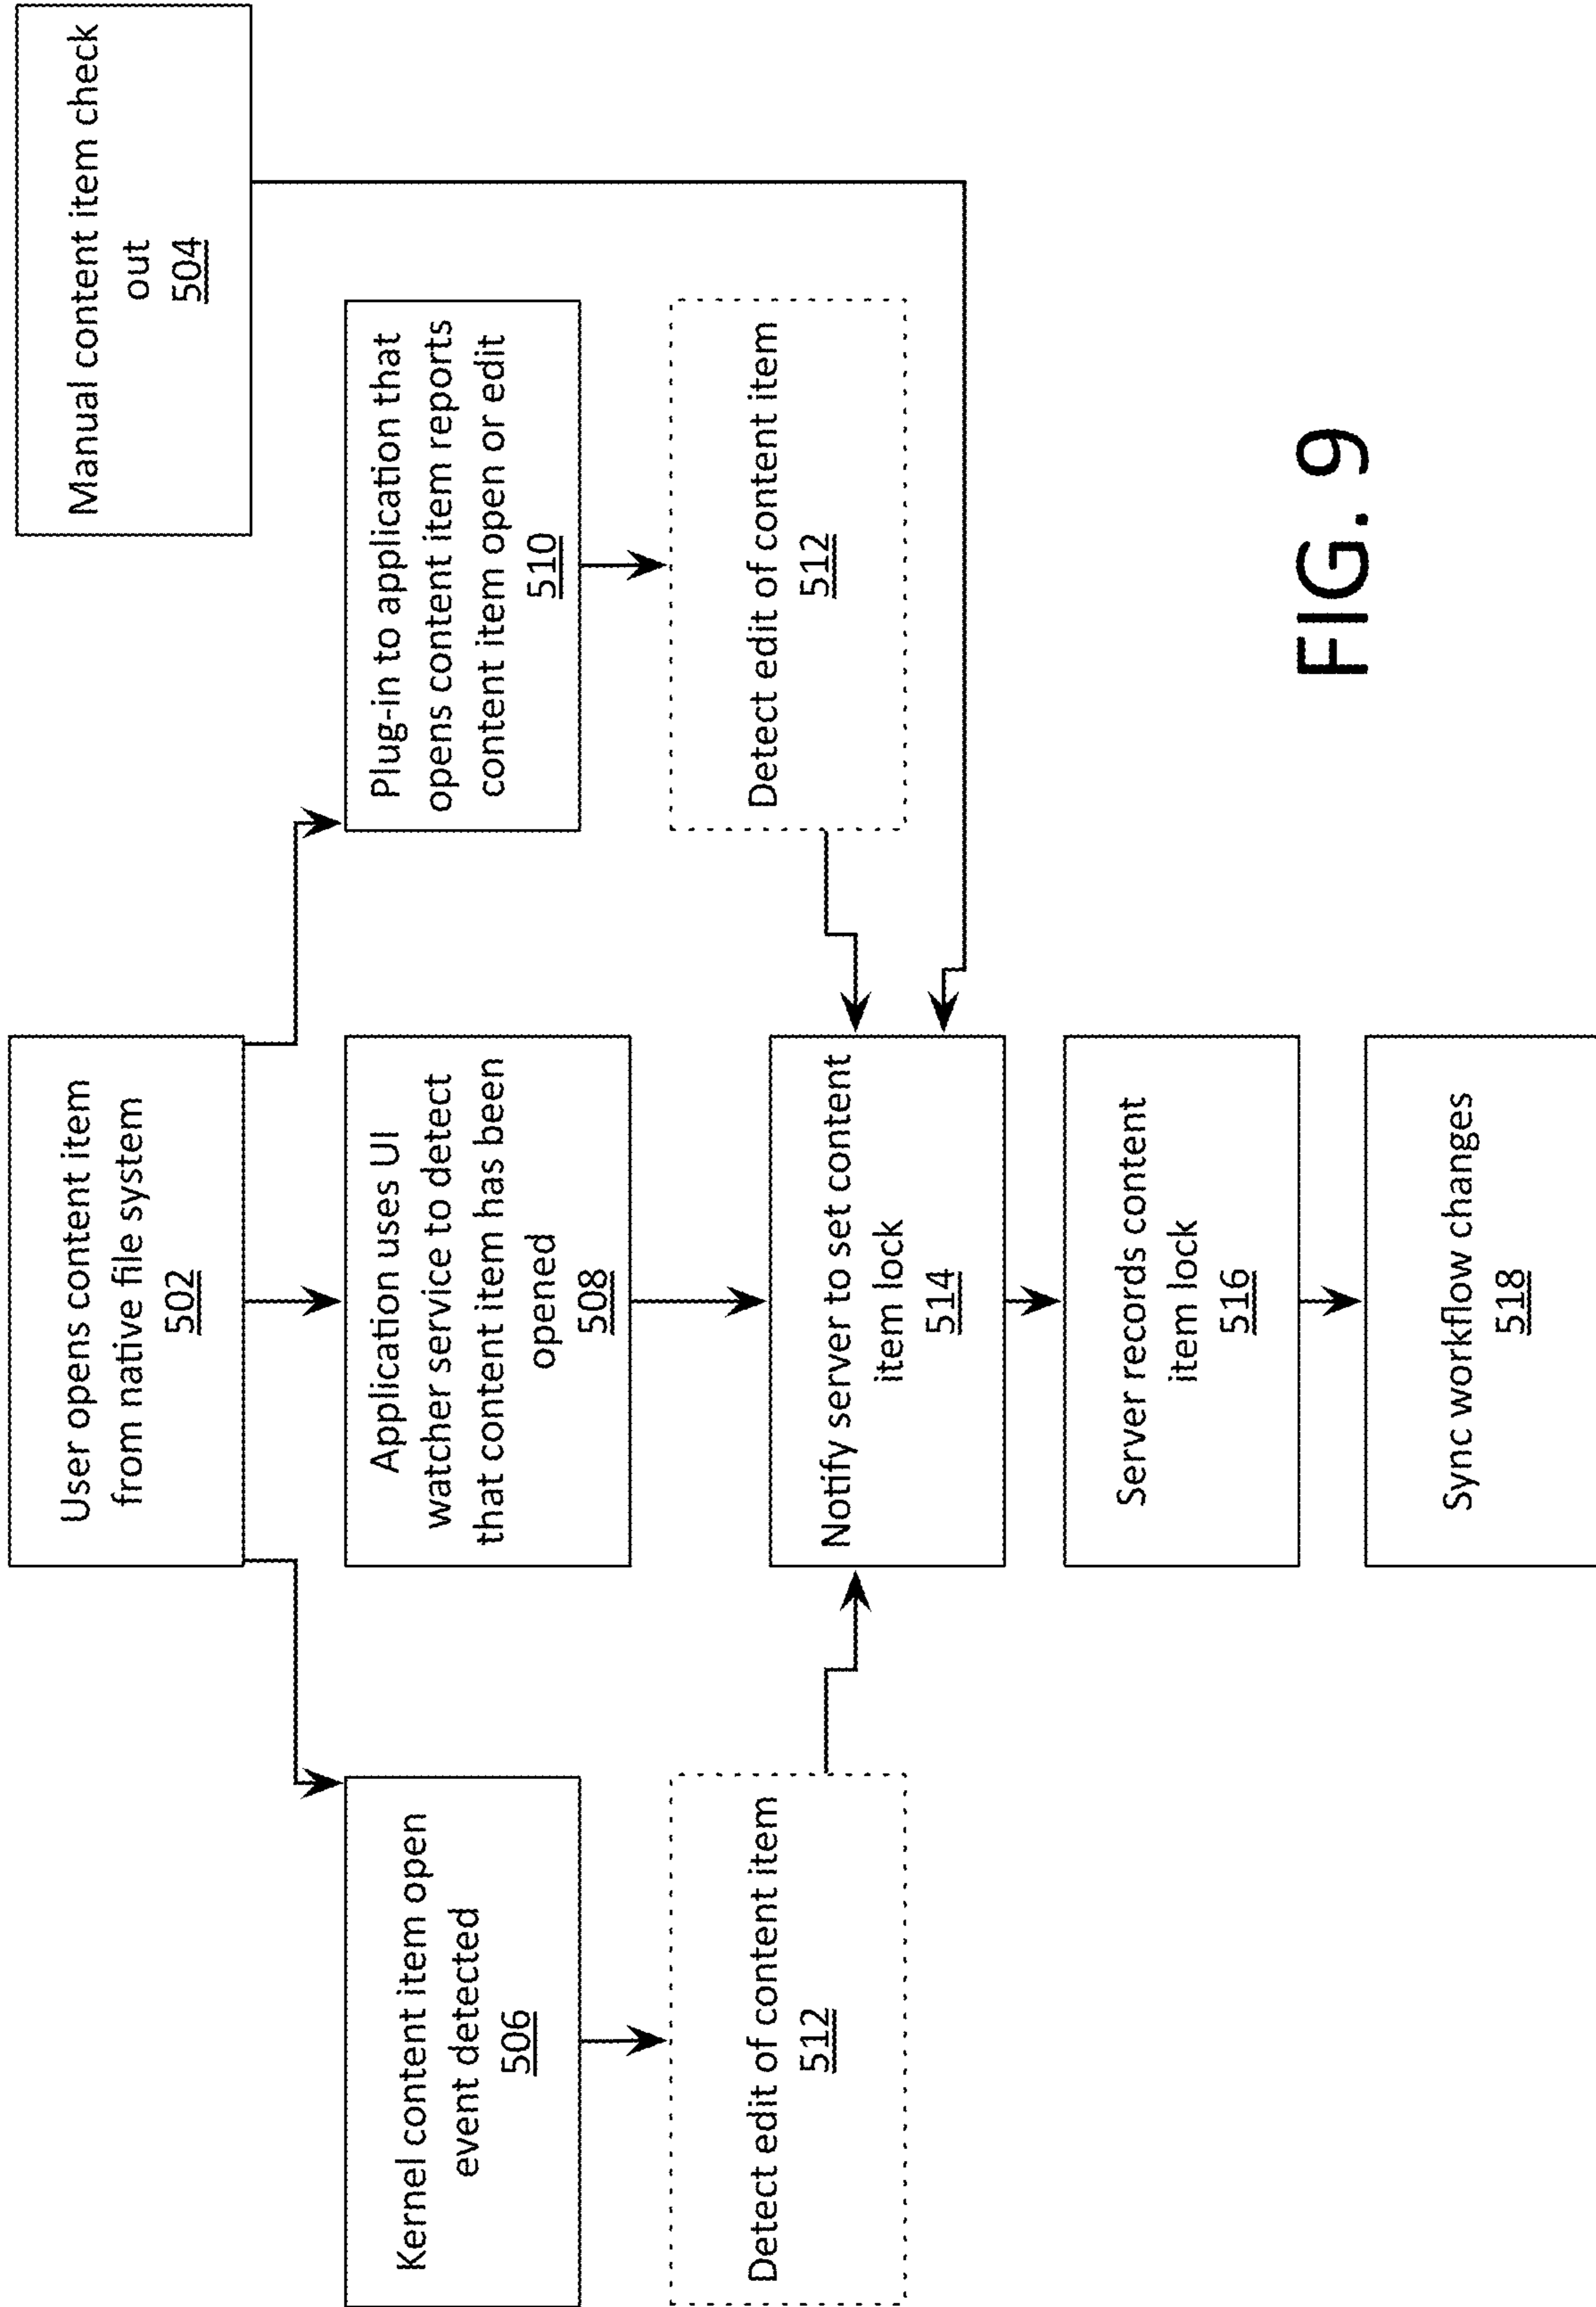 User opens content item
from native file system
502
Manual content item check
out
504
Kernel content item open
event detected
506
Application uses UI
watcher service to detect
that content item has been
opened
508
Plug-in to application that
opens content item reports
content item open or edit
510
Detect edit of content item
512
Detect edit of content item
512
Notify server to set content
item lock
514
Server records content
item lock
516
Sync workflow changes
518
FIG. 9